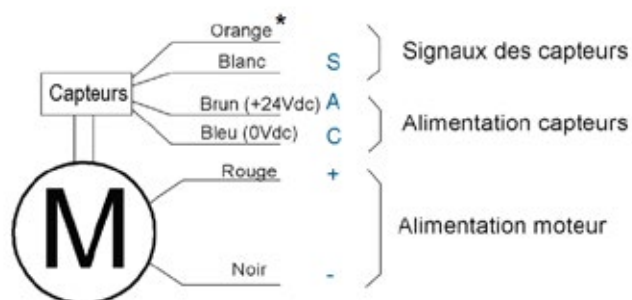 Orange *
Blanc S
Signaux des capteurs
Capteurs
Brun (+24Vdc) A
Bleu (0Vdc) C
Alimentation capteurs
Rouge +
M
Alimentation moteur
Noir -